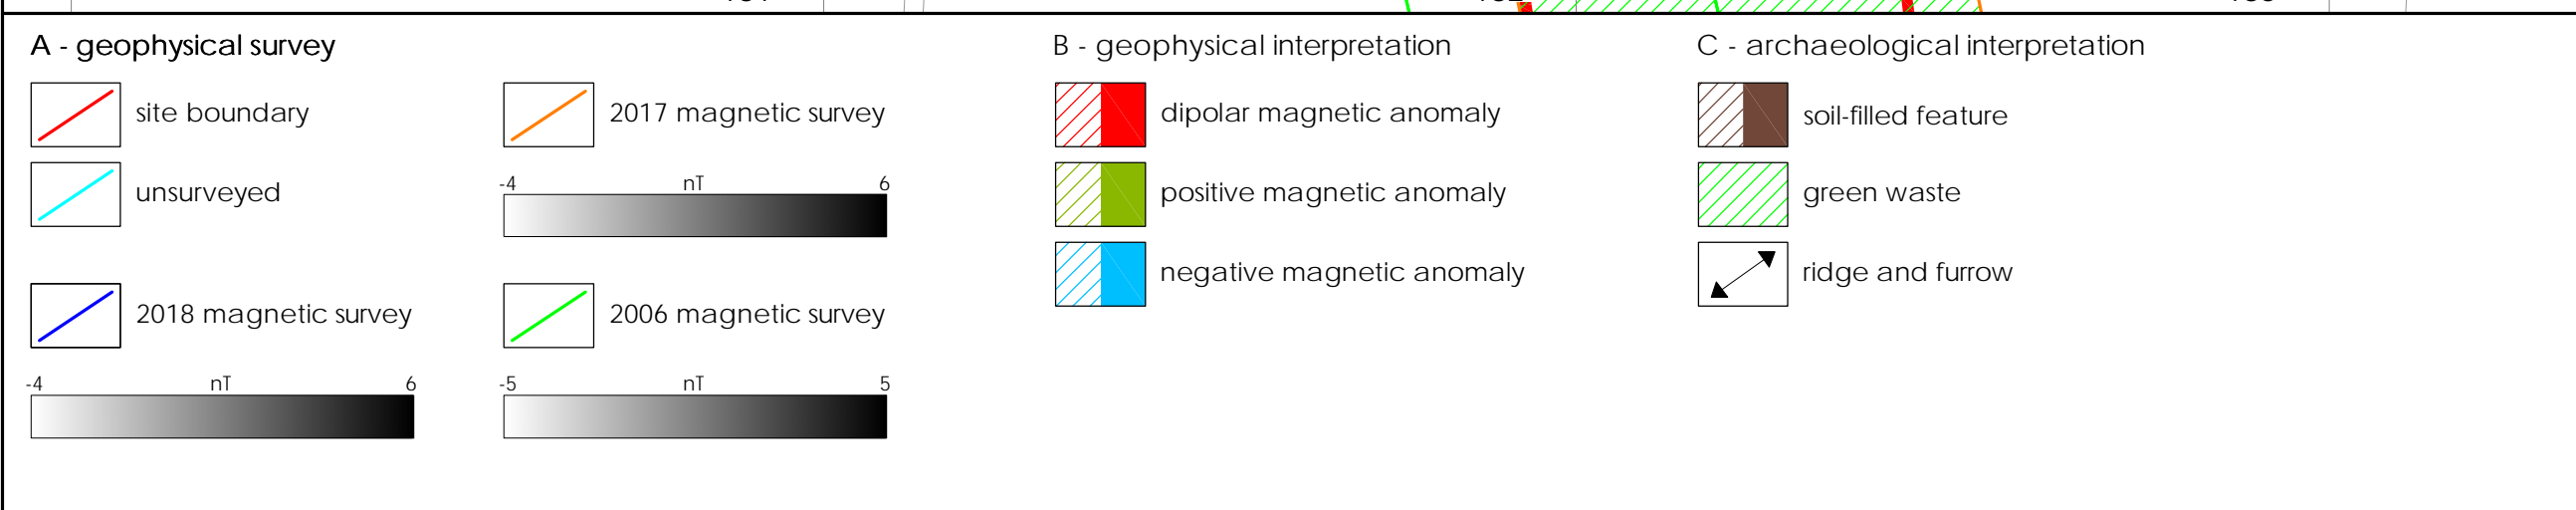 A - geophysical survey
site boundary
unsurveyed
2018 magnetic survey
-4 nT 6
2017 magnetic survey
-4 nT 6
2006 magnetic survey
-5 nT 5
B - geophysical interpretation
dipolar magnetic anomaly
positive magnetic anomaly
negative magnetic anomaly
C - archaeological interpretation
soil-filled feature
green waste
ridge and furrow